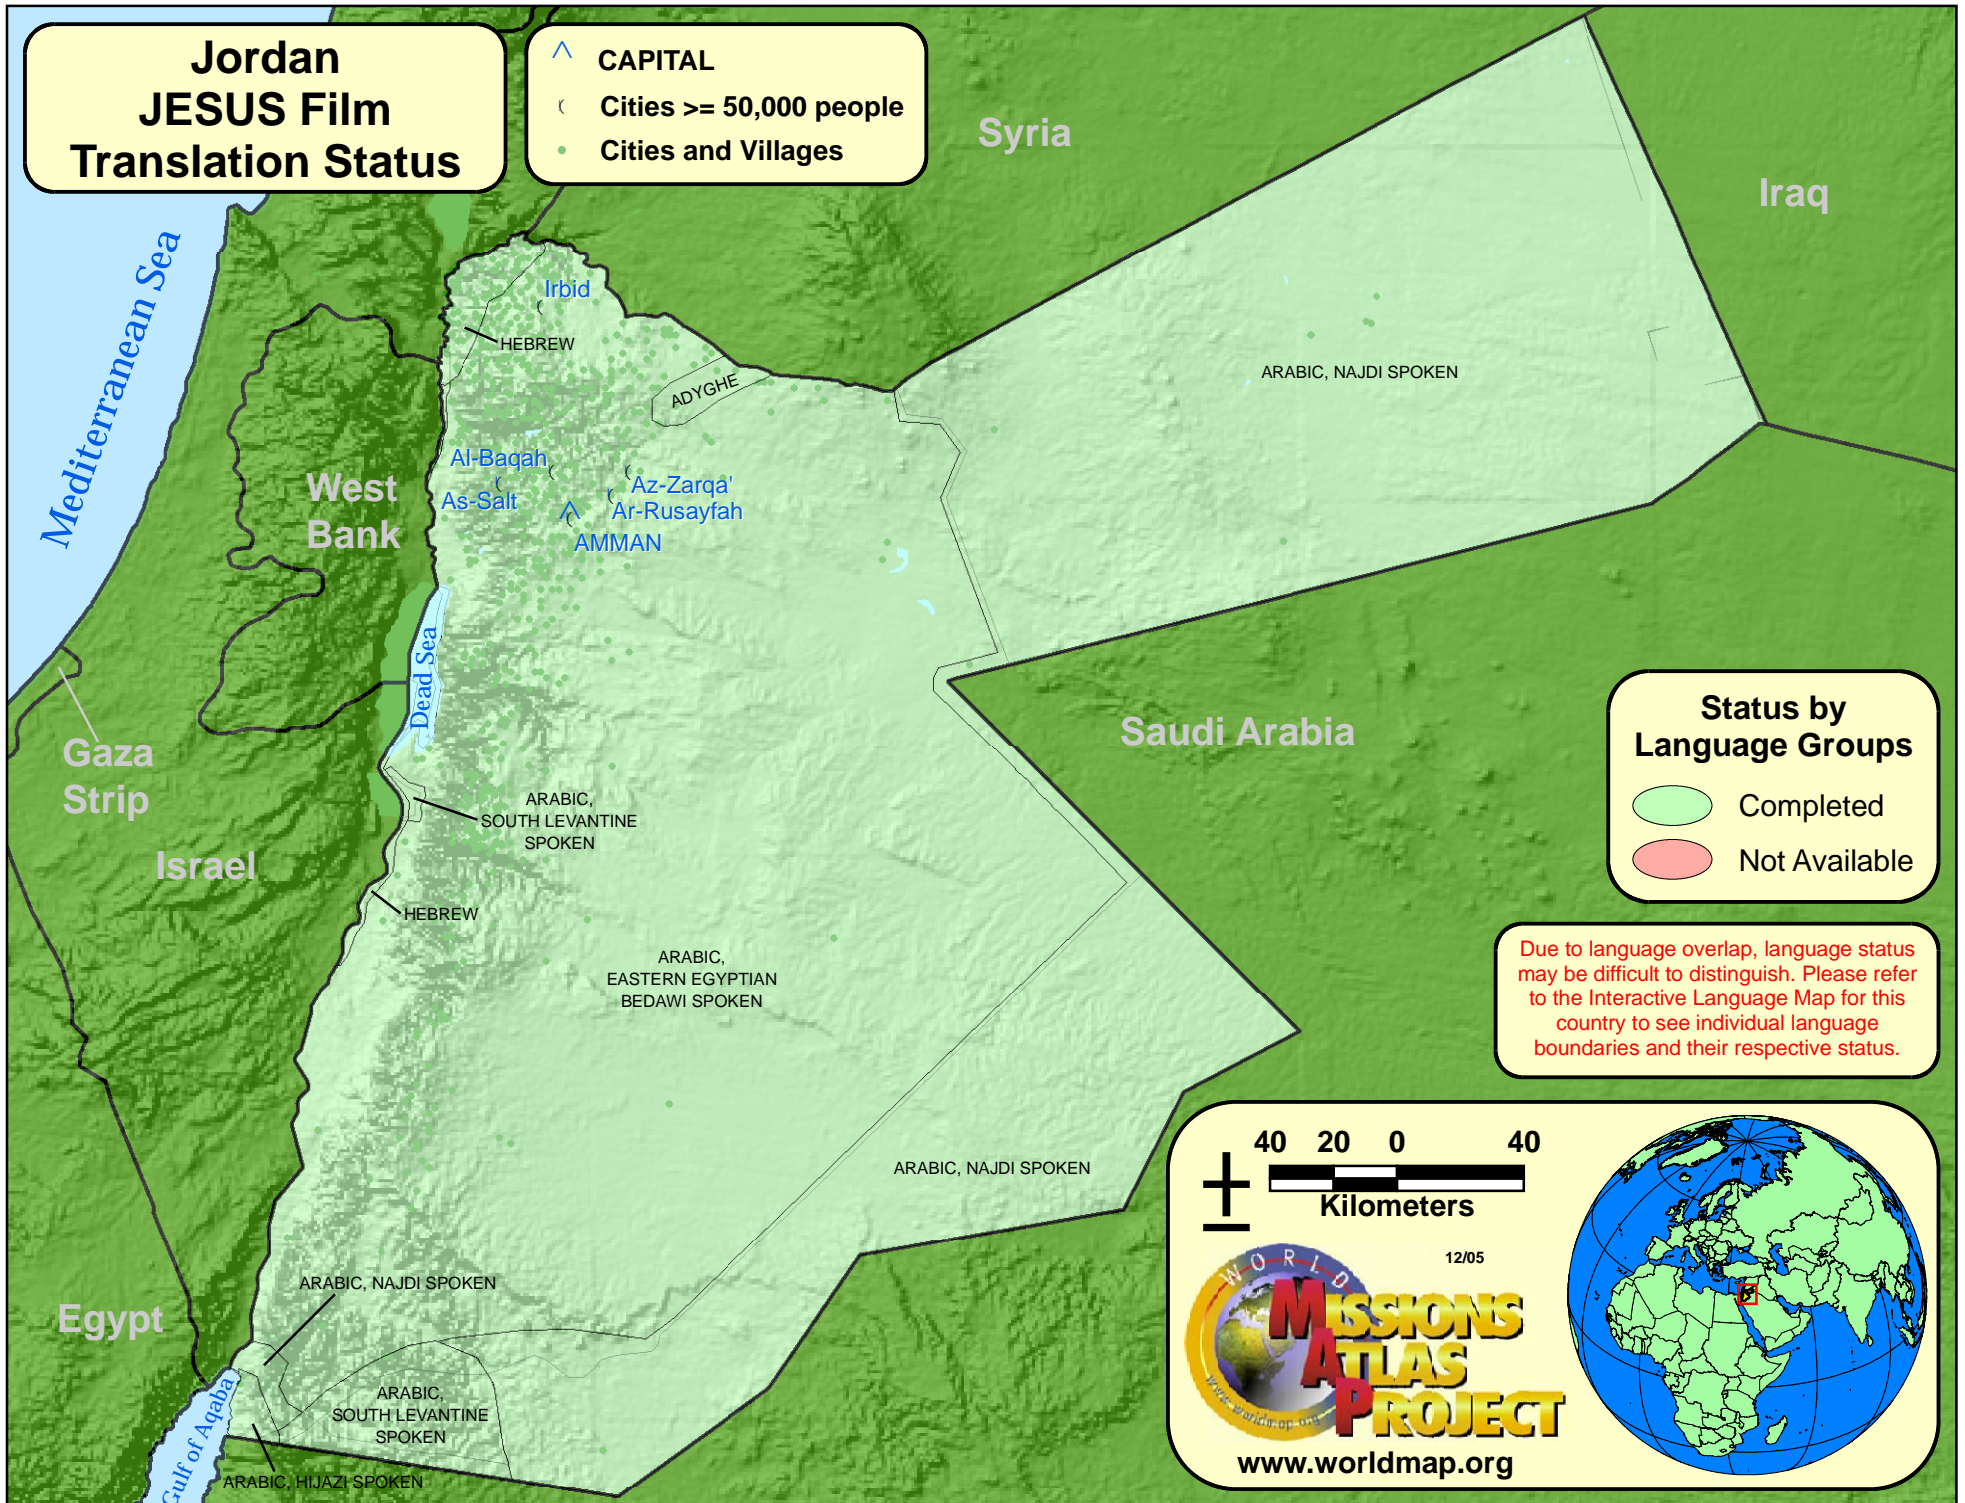 Jordan
JESUS Film
Translation Status
CAPITAL
Cities >= 50,000 people
Cities and Villages
Syria
Iraq
Mediterranean Sea
Irbid
HEBREW
ADYGHE
ARABIC, NAJDI SPOKEN
Al-Baqah
As-Salt
Az-Zarqa'
Ar-Rusayfah
AMMAN
West
Bank
Dead Sea
Gaza
Strip
Saudi Arabia
Status by
Language Groups
Completed
Not Available
ARABIC,
SOUTH LEVANTINE
SPOKEN
Israel
HEBREW
ARABIC,
EASTERN EGYPTIAN
BEDAWI SPOKEN
Due to language overlap, language status
may be difficult to distinguish. Please refer
to the Interactive Language Map for this
country to see individual language
boundaries and their respective status.
ARABIC, NAJDI SPOKEN
40 20 0 40
Kilometers
12/05
WORLD
MISSIONS
ATLAS
PROJECT
www.worldmap.org
www.worldmap.org
Egypt
ARABIC, NAJDI SPOKEN
ARABIC,
SOUTH LEVANTINE
SPOKEN
Gulf of Aqaba
ARABIC, HIJAZI SPOKEN